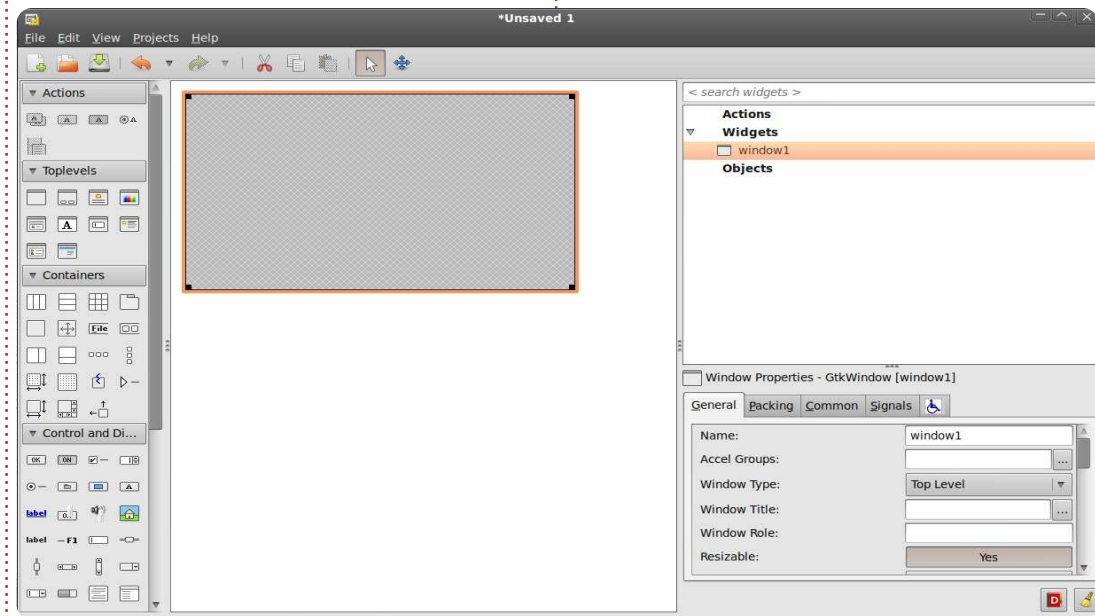 *Unsaved 1
File Edit View Projects Help
Actions
Toplevels
Containers
File
Control and Di...
OK ON
label
label F1
< search widgets >
Actions
Widgets
window1
Objects
Window Properties - GtkWindow [window1]
General Packing Common Signals
Name: window1
Accel Groups: ...
Window Type: Top Level
Window Title: ...
Window Role:
Resizable: Yes
D